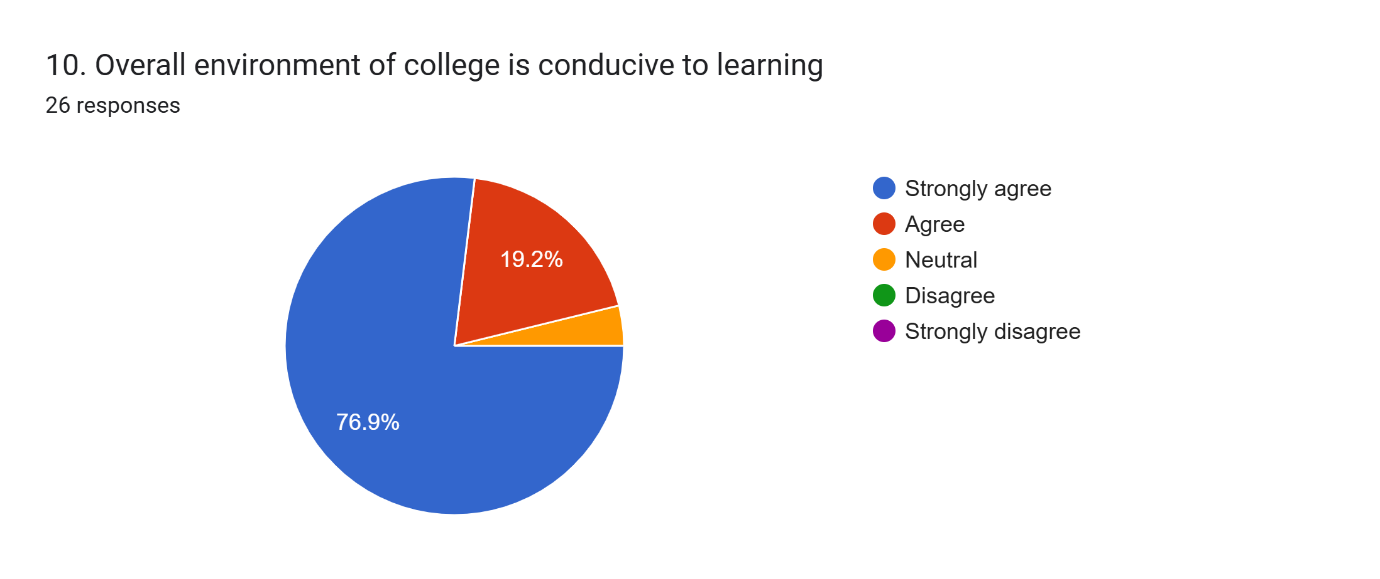 10. Overall environment of college is conducive to learning
26 responses
19.2%
76.9%
Strongly agree
Agree
Neutral
Disagree
Strongly disagree